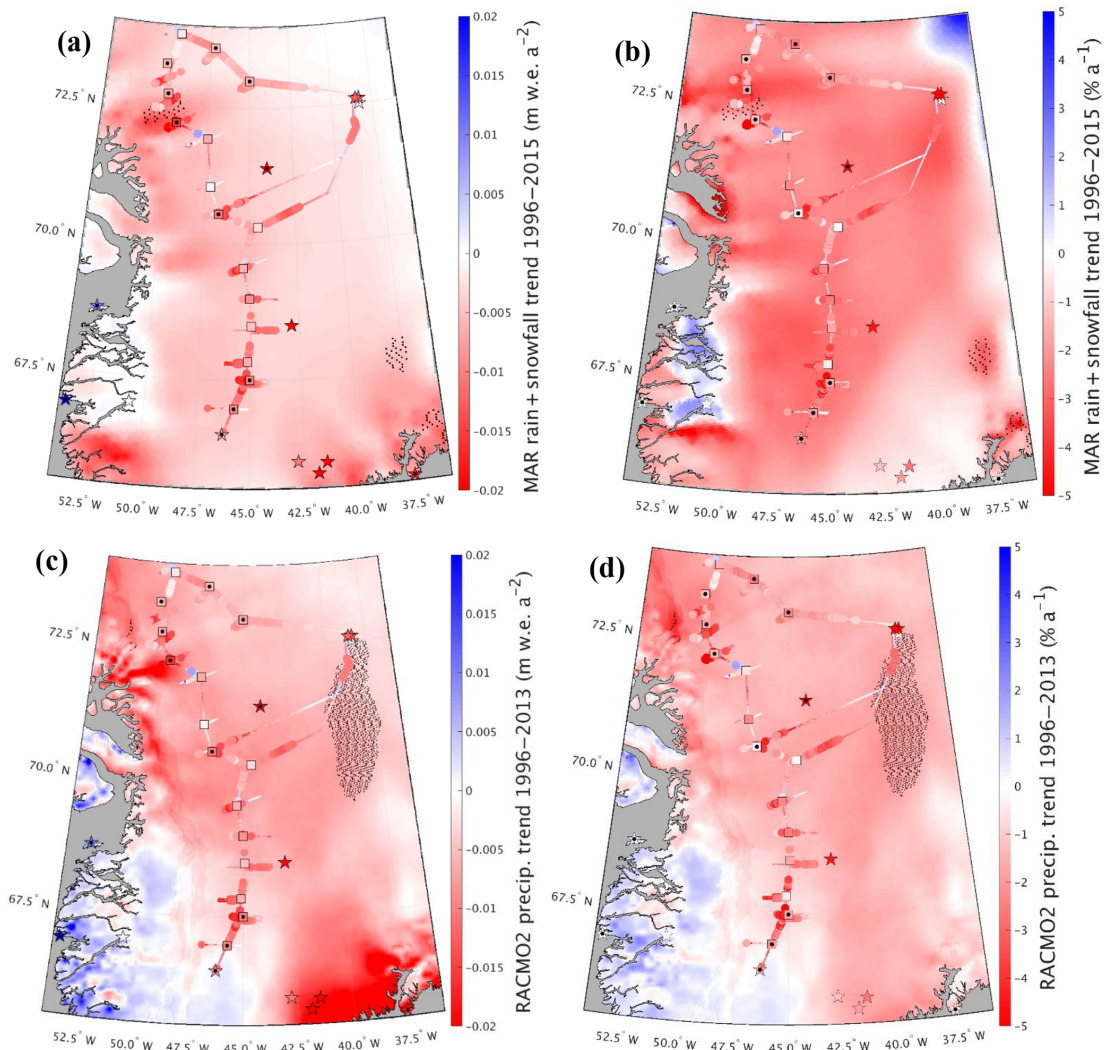 (a)
72.5° N
70.0° N
67.5° N
52.5° W
50.0° W
47.5° W
45.0° W
42.5° W
40.0° W
37.5° W
0.02
0.015
0.01
0.005
0
−0.005
−0.01
−0.015
−0.02
MAR rain+snowfall trend 1996−2015 (m w.e. a⁻²)
(b)
72.5° N
70.0° N
67.5° N
52.5° W
50.0° W
47.5° W
45.0° W
42.5° W
40.0° W
37.5° W
5
4
3
2
1
0
−1
−2
−3
−4
−5
MAR rain+snowfall trend 1996−2015 (% a⁻¹)
(c)
72.5° N
70.0° N
67.5° N
52.5° W
50.0° W
47.5° W
45.0° W
42.5° W
40.0° W
37.5° W
0.02
0.015
0.01
0.005
0
−0.005
−0.01
−0.015
−0.02
RACMO2 precip. trend 1996−2013 (m w.e. a⁻²)
(d)
72.5° N
70.0° N
67.5° N
52.5° W
50.0° W
47.5° W
45.0° W
42.5° W
40.0° W
37.5° W
5
4
3
2
1
0
−1
−2
−3
−4
−5
RACMO2 precip. trend 1996−2013 (% a⁻¹)